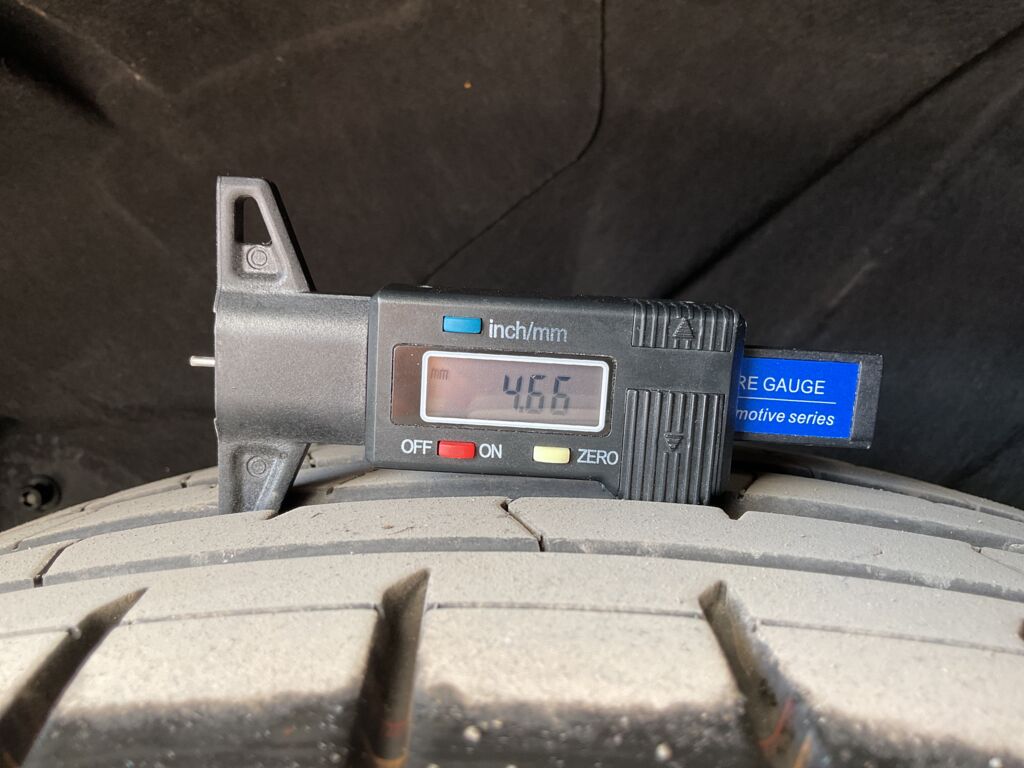 inch/mm
mm
4.66
OFF ON ZERO
RE GAUGE
motive series